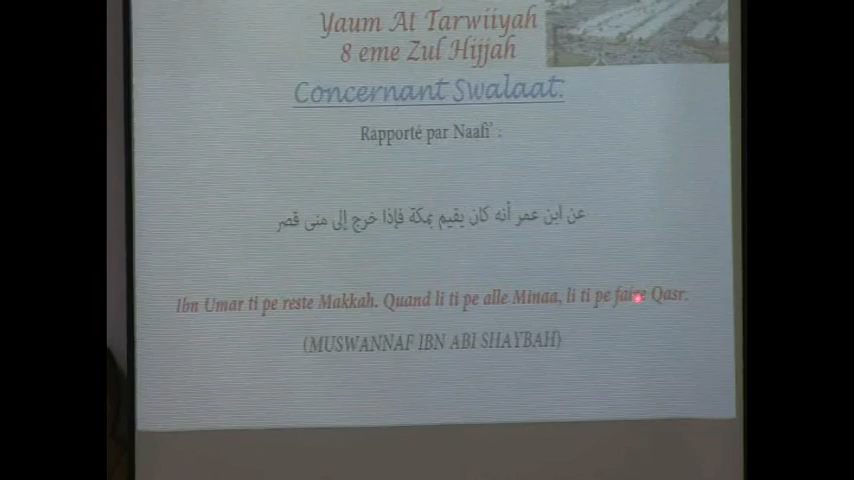 Yaum At Tarwiiyah
8 eme Zul Hijjah
Concernant Swalaat:
Rapporté par Naafi' :
عن ابن عمر أنه كان يقيم بمكة فإذا خرج إلى منى قصر
Ibn Umar ti pe reste Makkah. Quand li ti pe alle Minaa, li ti pe faire Qasr.
(MUSWANNAF IBN ABI SHAYBAH)